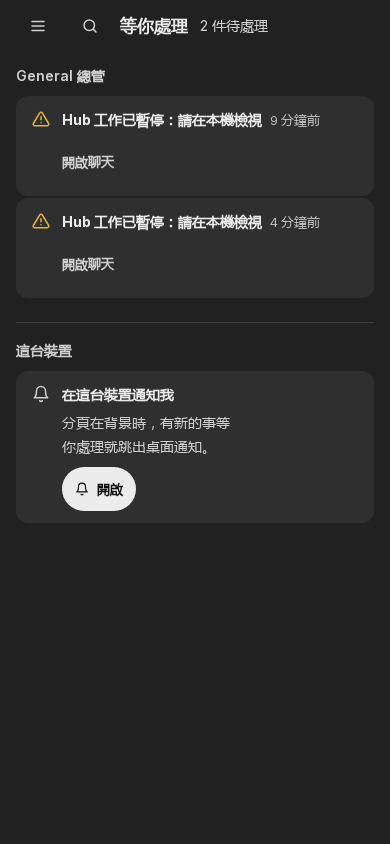 等你處理 2 件待處理
General 總管
Hub 工作已暫停：請在本機檢視 9 分鐘前
開啟聊天
Hub 工作已暫停：請在本機檢視 4 分鐘前
開啟聊天
這台裝置
在這台裝置通知我
分頁在背景時，有新的事等
你處理就跳出桌面通知。
開啟